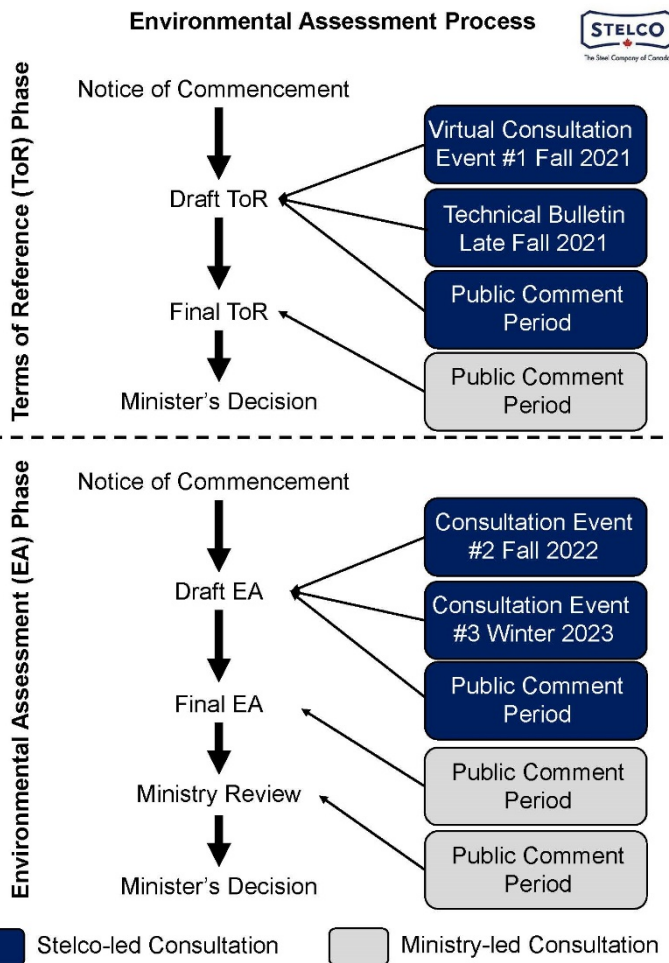 Environmental Assessment Process
STELCO
The Steel Company of Canada
Terms of Reference (ToR) Phase
Notice of Commencement
Draft ToR
Final ToR
Minister's Decision
Virtual Consultation
Event #1 Fall 2021
Technical Bulletin
Late Fall 2021
Public Comment
Period
Public Comment
Period
Environmental Assessment (EA) Phase
Notice of Commencement
Draft EA
Final EA
Ministry Review
Minister's Decision
Consultation Event
#2 Fall 2022
Consultation Event
#3 Winter 2023
Public Comment
Period
Public Comment
Period
Public Comment
Period
Stelco-led Consultation
Ministry-led Consultation